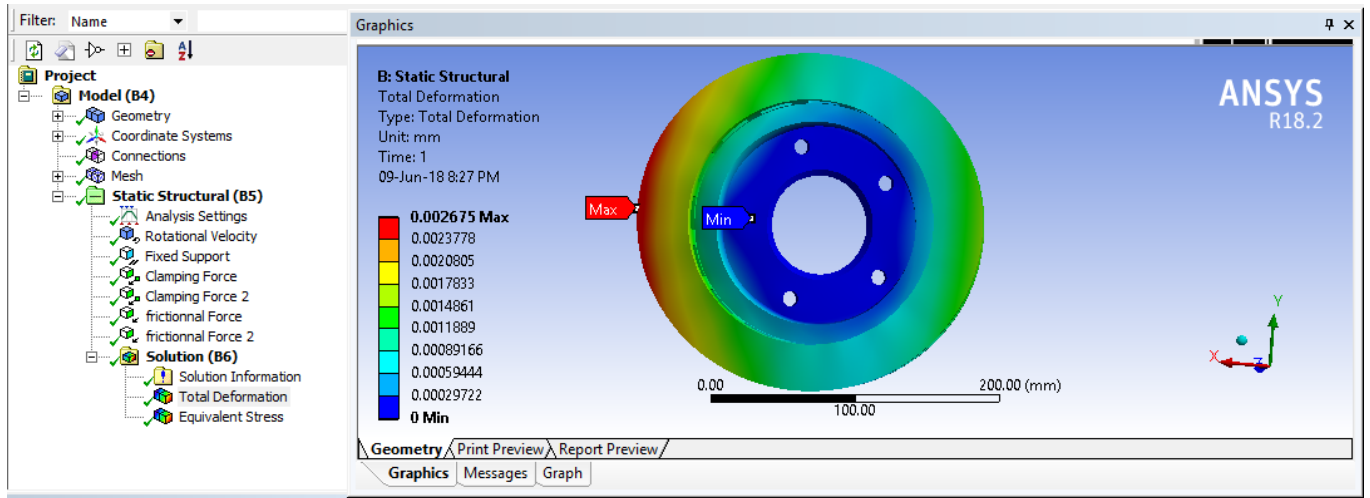 Filter: Name
Project
Model (B4)
Geometry
Coordinate Systems
Connections
Mesh
Static Structural (B5)
Analysis Settings
Rotational Velocity
Fixed Support
Clamping Force
Clamping Force 2
frictionnal Force
frictionnal Force 2
Solution (B6)
Solution Information
Total Deformation
Equivalent Stress
Graphics
B: Static Structural
Total Deformation
Type: Total Deformation
Unit: mm
Time: 1
09-Jun-18 8:27 PM
0.002675 Max
0.0023778
0.0020805
0.0017833
0.0014861
0.0011889
0.00089166
0.00059444
0.00029722
0 Min
Max
Min
ANSYS
R18.2
Y
X
Z
0.00
200.00 (mm)
100.00
Geometry Print Preview Report Preview
Graphics Messages Graph